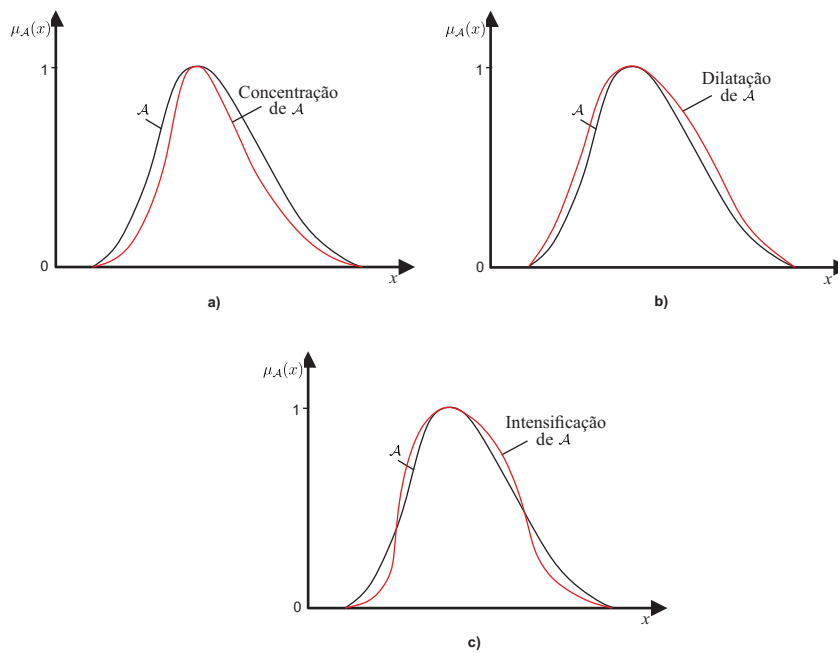 μ𝒜(x)
1
𝒜
Concentração
de 𝒜
0
x
a)
μ𝒜(x)
1
𝒜
Dilatação
de 𝒜
0
x
b)
μ𝒜(x)
1
𝒜
Intensificação
de 𝒜
0
x
c)